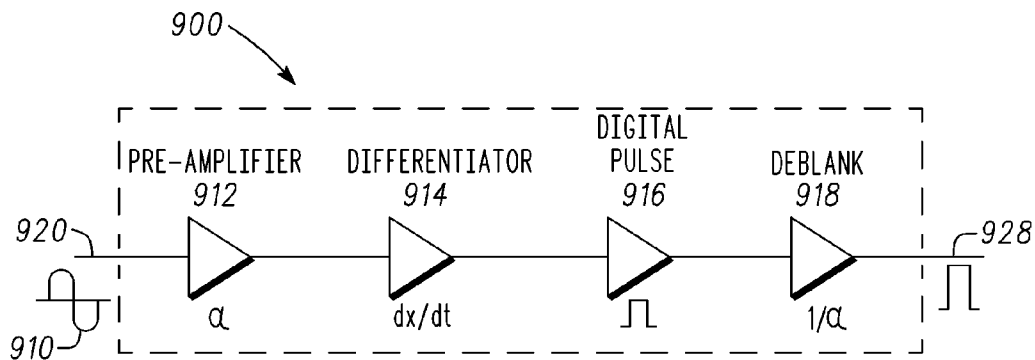 900
PRE-AMPLIFIER
912
DIFFERENTIATOR
914
DIGITAL
PULSE
916
DEBLANK
918
920
928
910
α
dx/dt
1/α